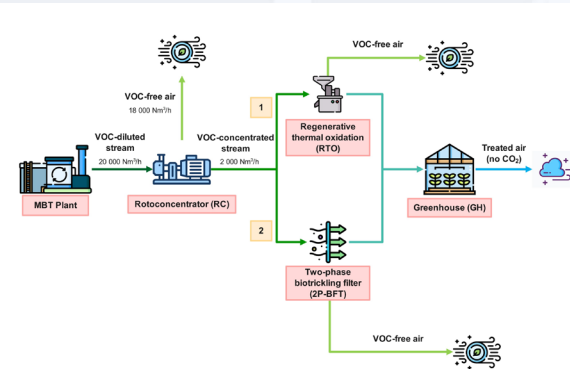 VOC-free air
VOC-free air
18 000 Nm³/h
1
Regenerative
thermal oxidation
(RTO)
VOC-diluted
stream
20 000 Nm³/h
VOC-concentrated
stream
2 000 Nm³/h
Treated air
(no CO₂)
MBT Plant
Rotoconcentrator (RC)
Greenhouse (GH)
2
Two-phase
biotrickling filter
(2P-BFT)
VOC-free air